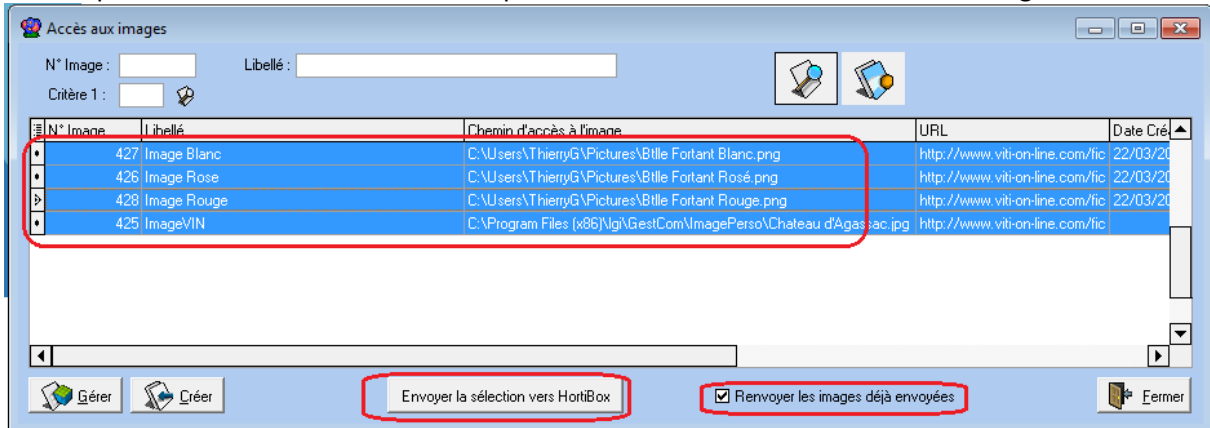 Accès aux images
N° Image : Libellé :
Critère 1 :
N° Image Libellé Chemin d'accès à l'image URL Date Cré
427 Image Blanc C:\Users\ThierryG\Pictures\Btlle Fortant Blanc.png http://www.viti-on-line.com/fic 22/03/20
426 Image Rose C:\Users\ThierryG\Pictures\Btlle Fortant Rosé.png http://www.viti-on-line.com/fic 22/03/20
428 Image Rouge C:\Users\ThierryG\Pictures\Btlle Fortant Rouge.png http://www.viti-on-line.com/fic 22/03/20
425 ImageVIN C:\Program Files (x86)\lgi\GestCom\ImagePerso\Chateau d'Agassac.jpg http://www.viti-on-line.com/fic
Gérer Créer Envoyer la sélection vers HortiBox Renvoyer les images déjà envoyées Fermer